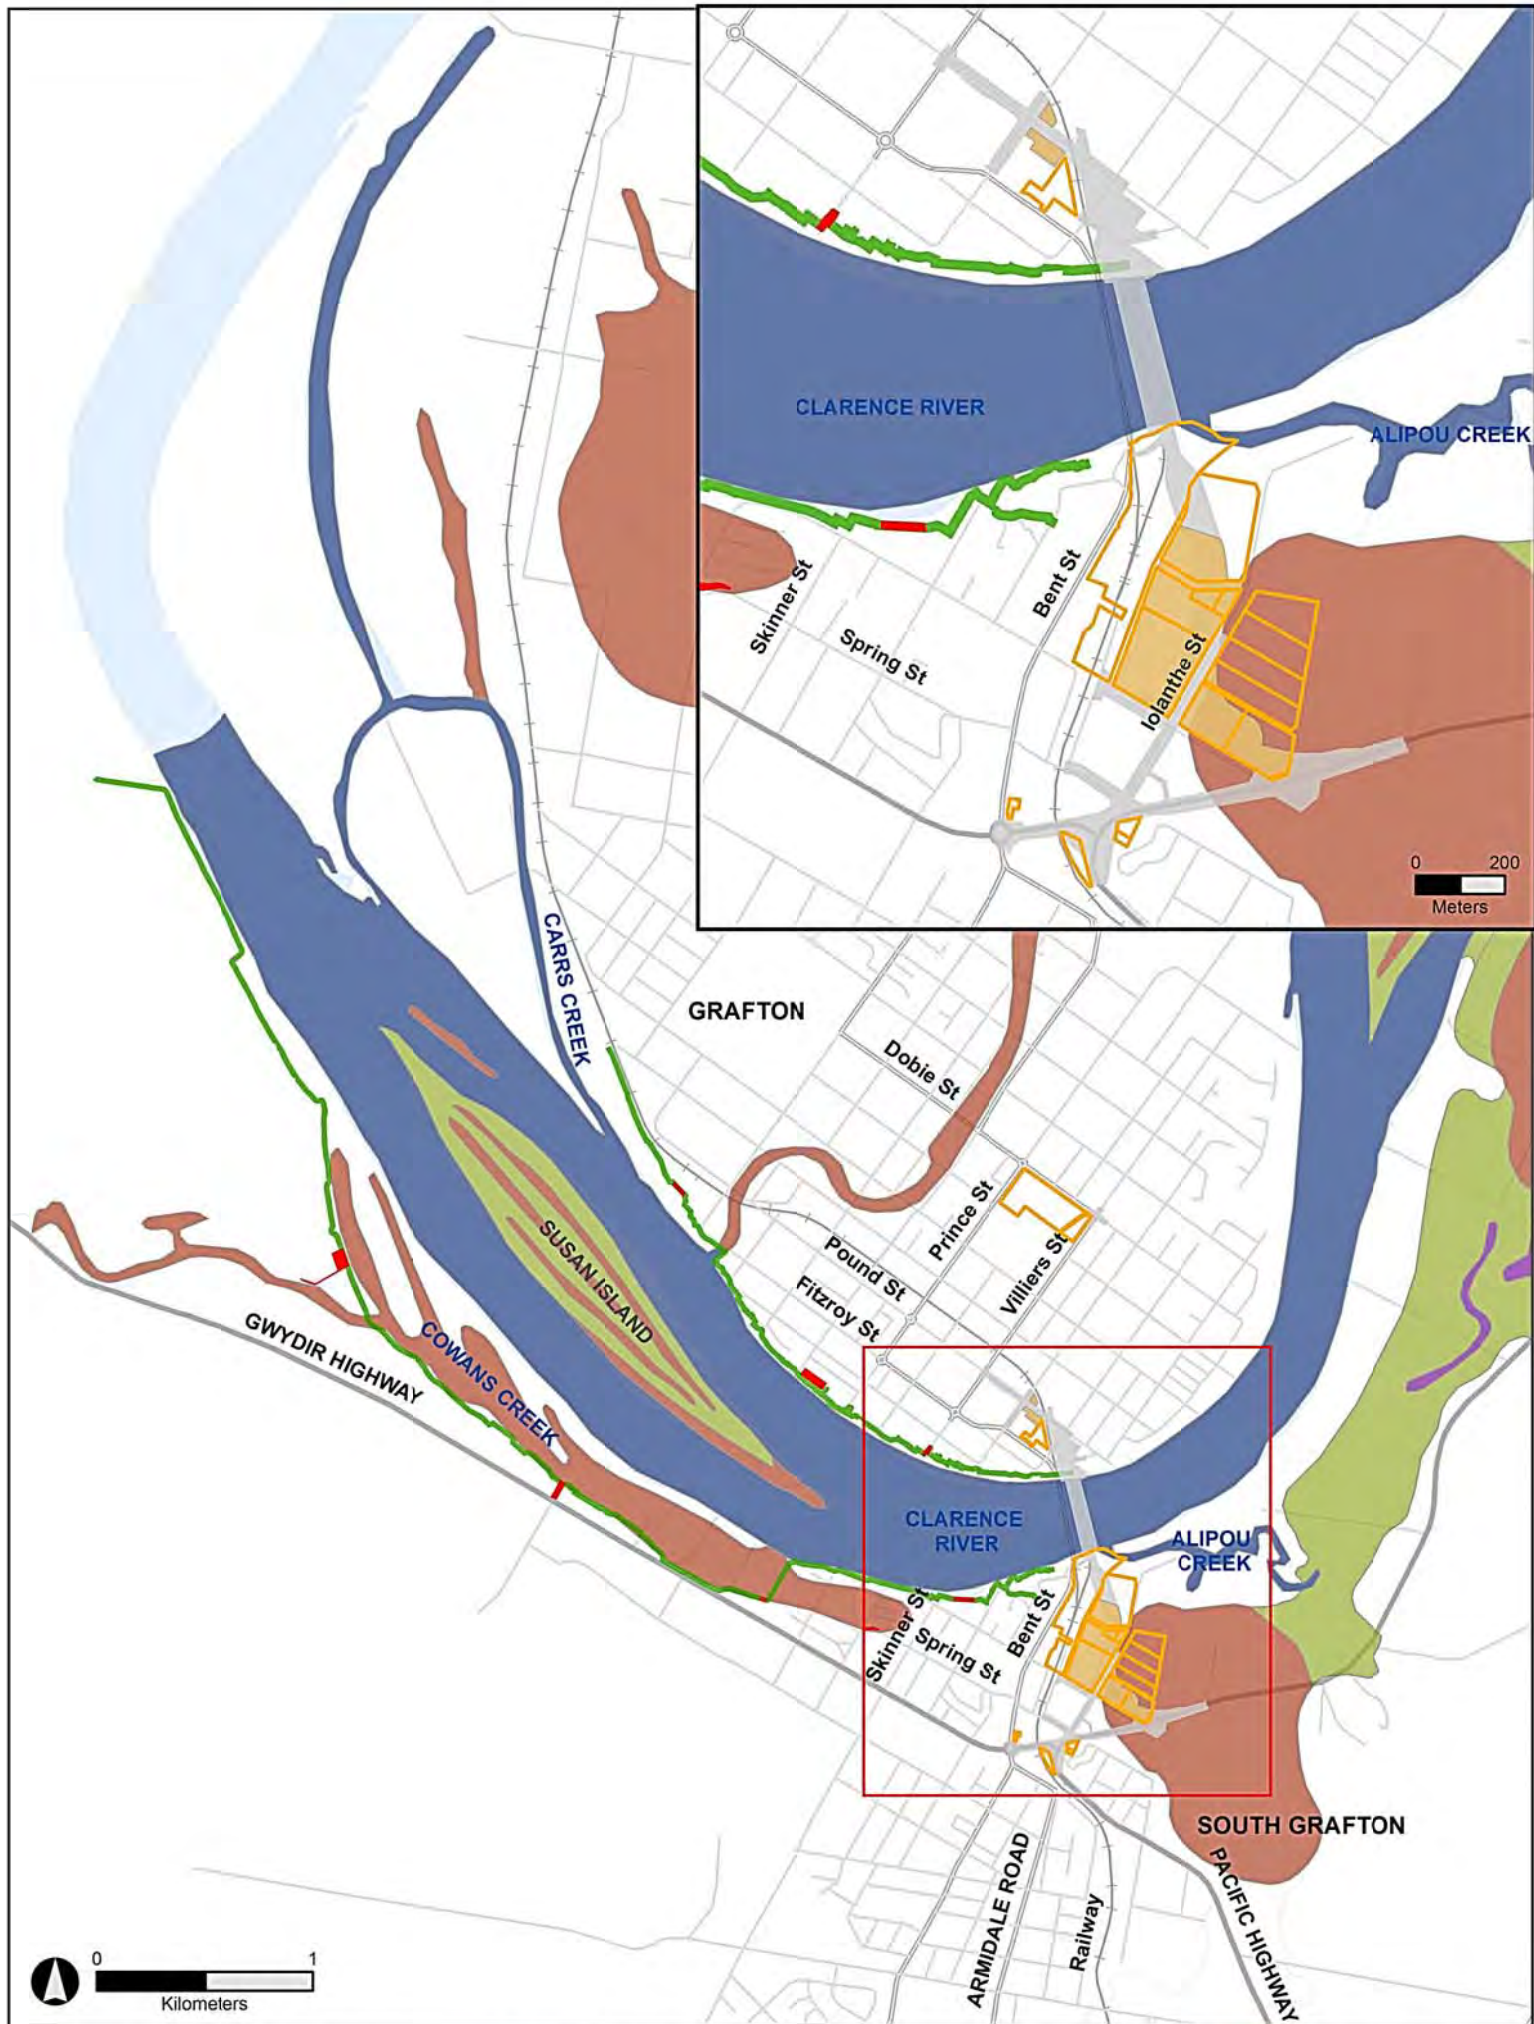 CLARENCE RIVER
ALIPOU CREEK
Bent St
Skinner St
Spring St
Iolanthe St
0 200
Meters
CARRS CREEK
GRAFTON
Dobie St
Prince St
Villiers St
Pound St
Fitzroy St
SUSAN ISLAND
COWANS CREEK
GWYDIR HIGHWAY
CLARENCE
RIVER
ALIPOU
CREEK
Skinner St
Bent St
Spring St
SOUTH GRAFTON
ARMIDALE ROAD
Railway
PACIFIC HIGHWAY
0 1
Kilometers